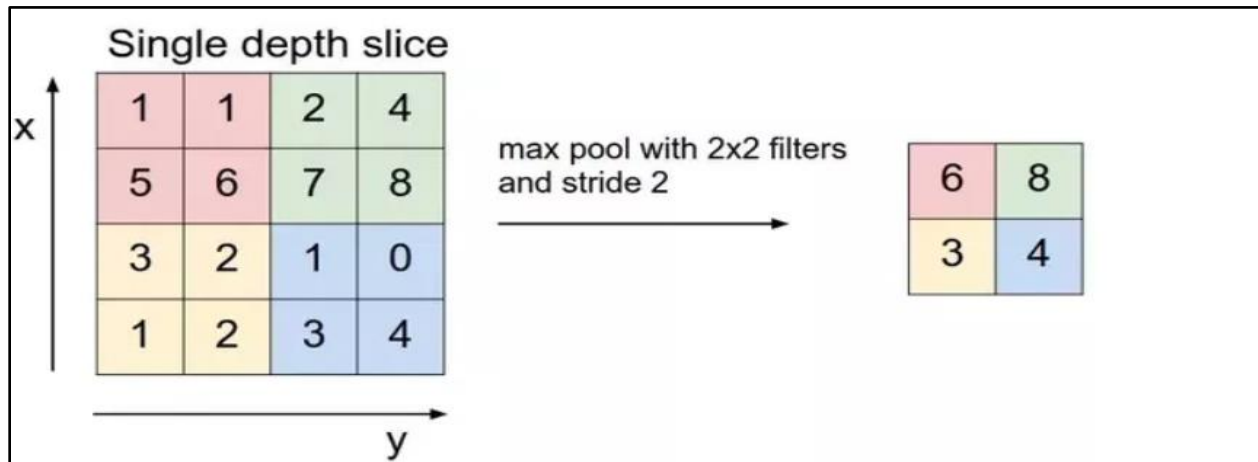 Single depth slice
x
1 1 2 4
5 6 7 8
3 2 1 0
1 2 3 4
y
max pool with 2x2 filters
and stride 2
6 8
3 4